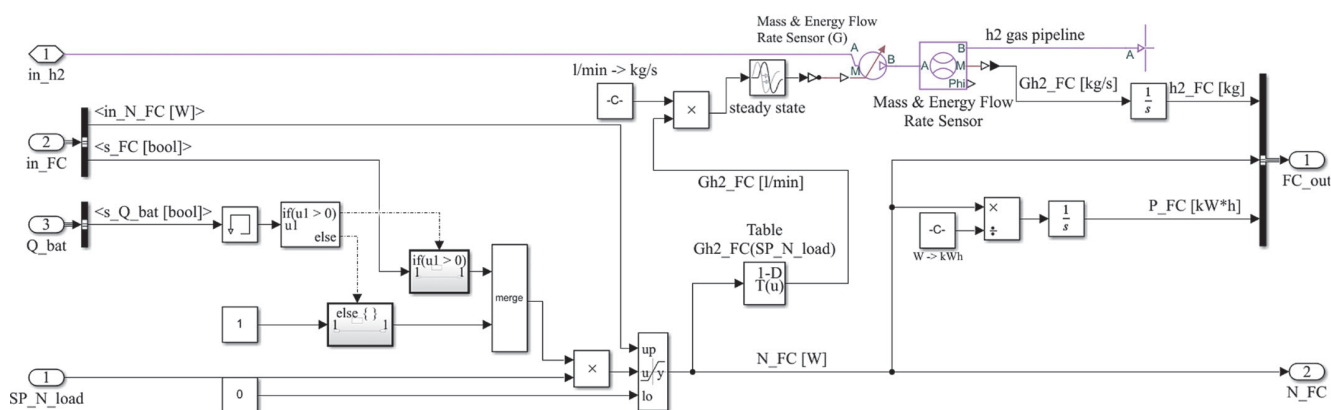 Mass & Energy Flow
Rate Sensor (G)
h2 gas pipeline
1
in_h2
A
B
M
A
B
M
Phi
A
l/min -> kg/s
-C-
×
steady state
Mass & Energy Flow
Rate Sensor
Gh2_FC [kg/s]
1
s
h2_FC [kg]
<in_N_FC [W]>
2
in_FC
<s_FC [bool]>
Gh2_FC [l/min]
1
FC_out
3
Q_bat
<s_Q_bat [bool]>
if(u1 > 0)
u1
else
×
÷
-C-
W -> kWh
1
s
P_FC [kW*h]
Table
Gh2_FC(SP_N_load)
1-D
T(u)
if(u1 > 0)
1
1
merge
1
else { }
1
1
×
up
u
y
lo
N_FC [W]
1
SP_N_load
0
2
N_FC